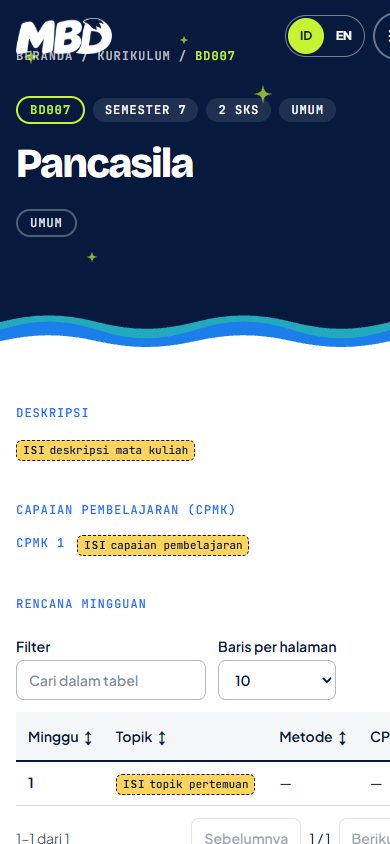 MBD
ID EN
BERANDA / KURIKULUM / BD007
BD007 SEMESTER 7 2 SKS UMUM
Pancasila
UMUM
DESKRIPSI
ISI deskripsi mata kuliah
CAPAIAN PEMBELAJARAN (CPMK)
CPMK 1 ISI capaian pembelajaran
RENCANA MINGGUAN
Filter Baris per halaman
Cari dalam tabel 10
Minggu ↕ Topik ↕ Metode ↕ CP
1 ISI topik pertemuan — —
1–1 dari 1 Sebelumnya 1 / 1 Beriku